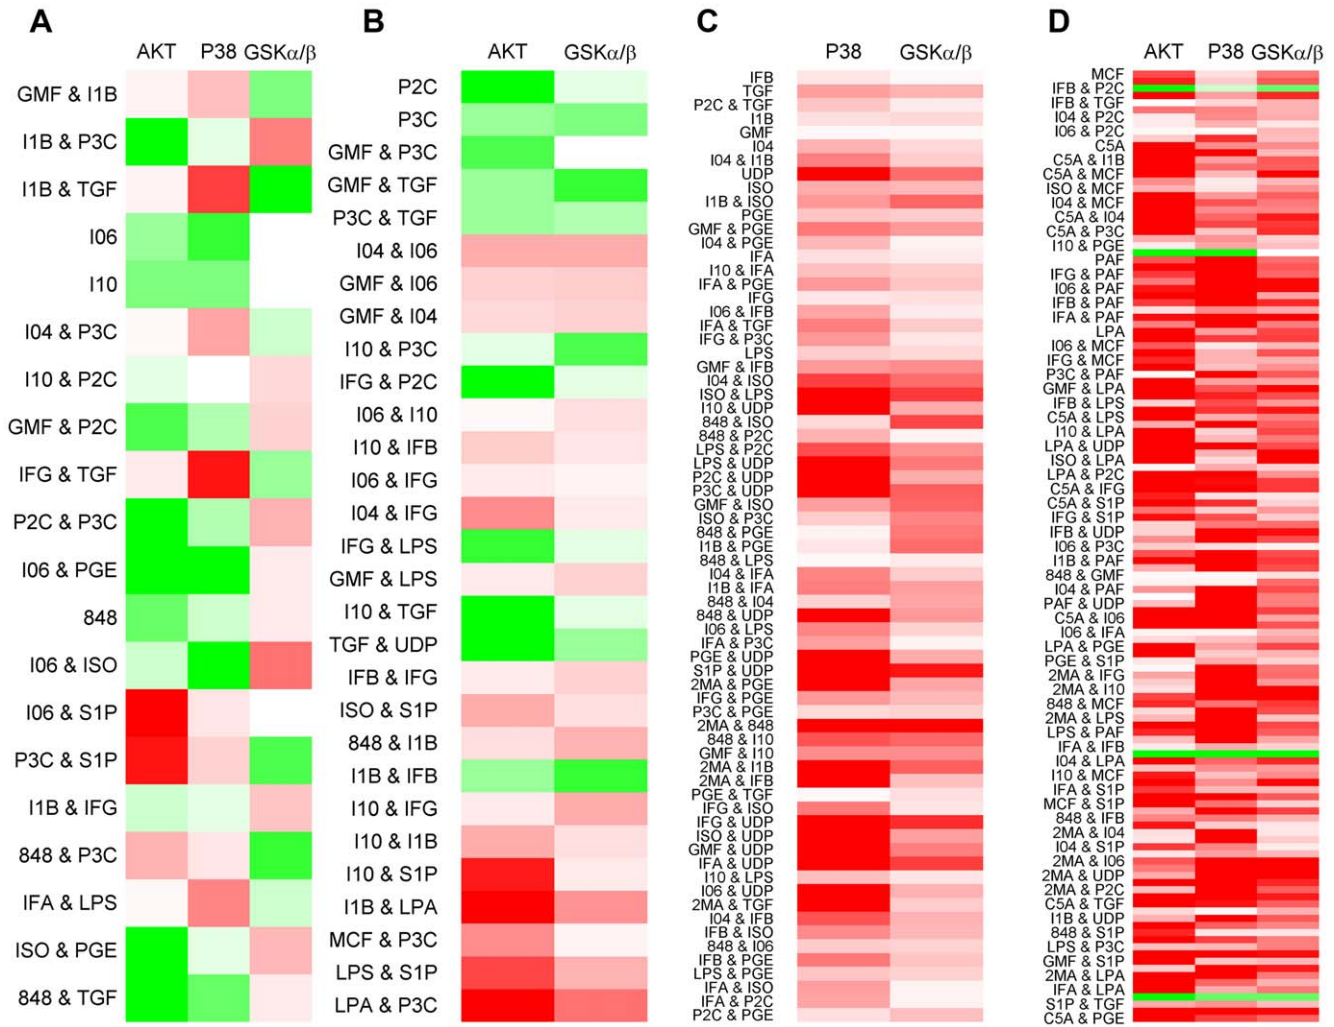 A
AKT P38 GSKα/β
GMF & I1B
I1B & P3C
I1B & TGF
I06
I10
I04 & P3C
I10 & P2C
GMF & P2C
IFG & TGF
P2C & P3C
I06 & PGE
848
I06 & ISO
I06 & S1P
P3C & S1P
I1B & IFG
848 & P3C
IFA & LPS
ISO & PGE
848 & TGF
B
AKT GSKα/β
P2C
P3C
GMF & P3C
GMF & TGF
P3C & TGF
I04 & I06
GMF & I06
GMF & I04
I10 & P3C
IFG & P2C
I06 & I10
I10 & IFB
I06 & IFG
I04 & IFG
IFG & LPS
GMF & LPS
I10 & TGF
TGF & UDP
IFB & IFG
ISO & S1P
848 & I1B
I1B & IFB
I10 & IFG
I10 & I1B
I10 & S1P
I1B & LPA
MCF & P3C
LPS & S1P
LPA & P3C
C
P38 GSKα/β
IFB
TGF
P2C & TGF
I1B
GMF
I04
I04 & I1B
UDP
ISO
I1B & ISO
PGE
GMF & PGE
I04 & PGE
IFA
I10 & IFA
IFA & PGE
IFG
I06 & IFB
IFA & TGF
IFG & P3C
LPS
GMF & IFB
I04 & ISO
ISO & LPS
I10 & UDP
848 & ISO
848 & P2C
LPS & P2C
LPS & UDP
P2C & UDP
P3C & UDP
GMF & ISO
ISO & P3C
848 & PGE
I1B & PGE
848 & LPS
I04 & IFA
I1B & IFA
848 & I04
848 & UDP
I06 & LPS
IFA & P3C
PGE & UDP
S1P & UDP
2MA & PGE
IFG & PGE
P3C & PGE
2MA & 848
848 & I10
GMF & I10
2MA & I1B
2MA & IFB
PGE & TGF
IFG & ISO
IFG & UDP
ISO & UDP
GMF & UDP
IFA & UDP
I10 & LPS
I06 & UDP
2MA & TGF
I04 & IFB
IFB & ISO
848 & I06
IFB & PGE
LPS & PGE
IFA & ISO
IFA & P2C
P2C & PGE
D
AKT P38 GSKα/β
MCF
IFB & P2C
IFB & TGF
I04 & P2C
I06 & P2C
C5A
C5A & I1B
C5A & MCF
ISO & MCF
I04 & MCF
C5A & I04
C5A & P3C
I10 & PGE
PAF
IFG & PAF
I06 & PAF
IFB & PAF
IFA & PAF
LPA
I06 & MCF
IFG & MCF
P3C & PAF
GMF & LPA
IFB & LPS
C5A & LPS
I10 & LPA
LPA & UDP
ISO & LPA
LPA & P2C
C5A & IFG
C5A & S1P
IFG & S1P
IFB & UDP
I06 & P3C
I1B & PAF
848 & GMF
I04 & PAF
PAF & UDP
C5A & I06
I06 & IFA
LPA & PGE
PGE & S1P
2MA & IFG
2MA & I10
848 & MCF
2MA & LPS
LPS & PAF
IFA & IFB
I04 & LPA
I10 & MCF
IFA & S1P
MCF & S1P
848 & IFB
2MA & I04
I04 & S1P
2MA & I06
2MA & UDP
2MA & P2C
C5A & TGF
I1B & UDP
848 & S1P
LPS & P3C
GMF & S1P
2MA & LPA
IFA & LPA
S1P & TGF
C5A & PGE